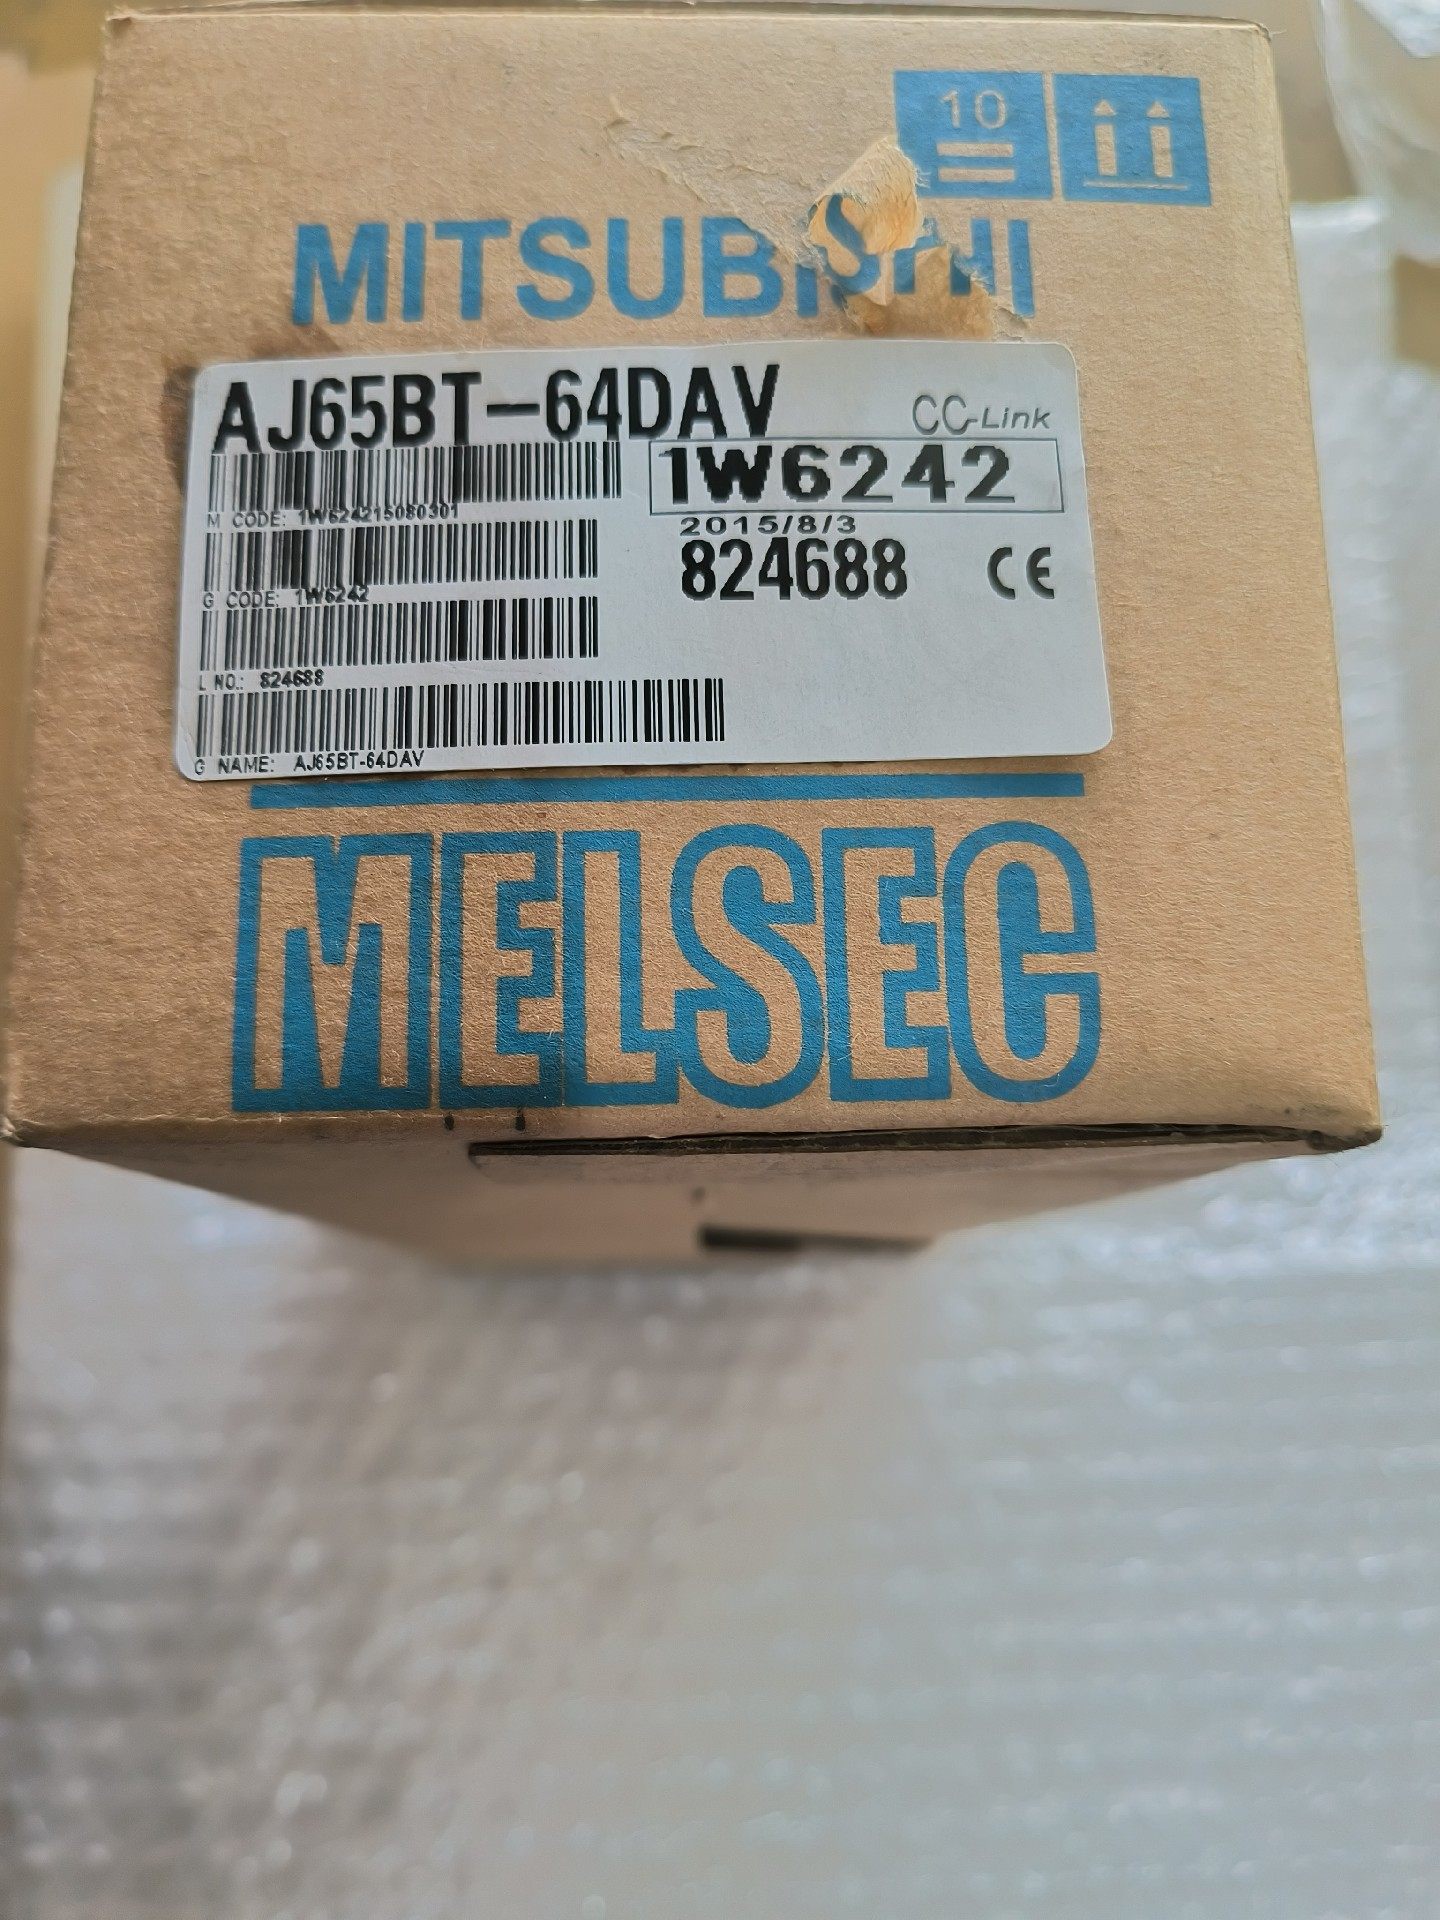 10
MITSUBISHI
AJ65BT-64DAV
CC-Link
1W6242
M CODE: 1W624215080301
2015/8/3
824688
CE
G CODE: 1W6242
L NO.: 824688
G NAME: AJ65BT-64DAV
MELSEC